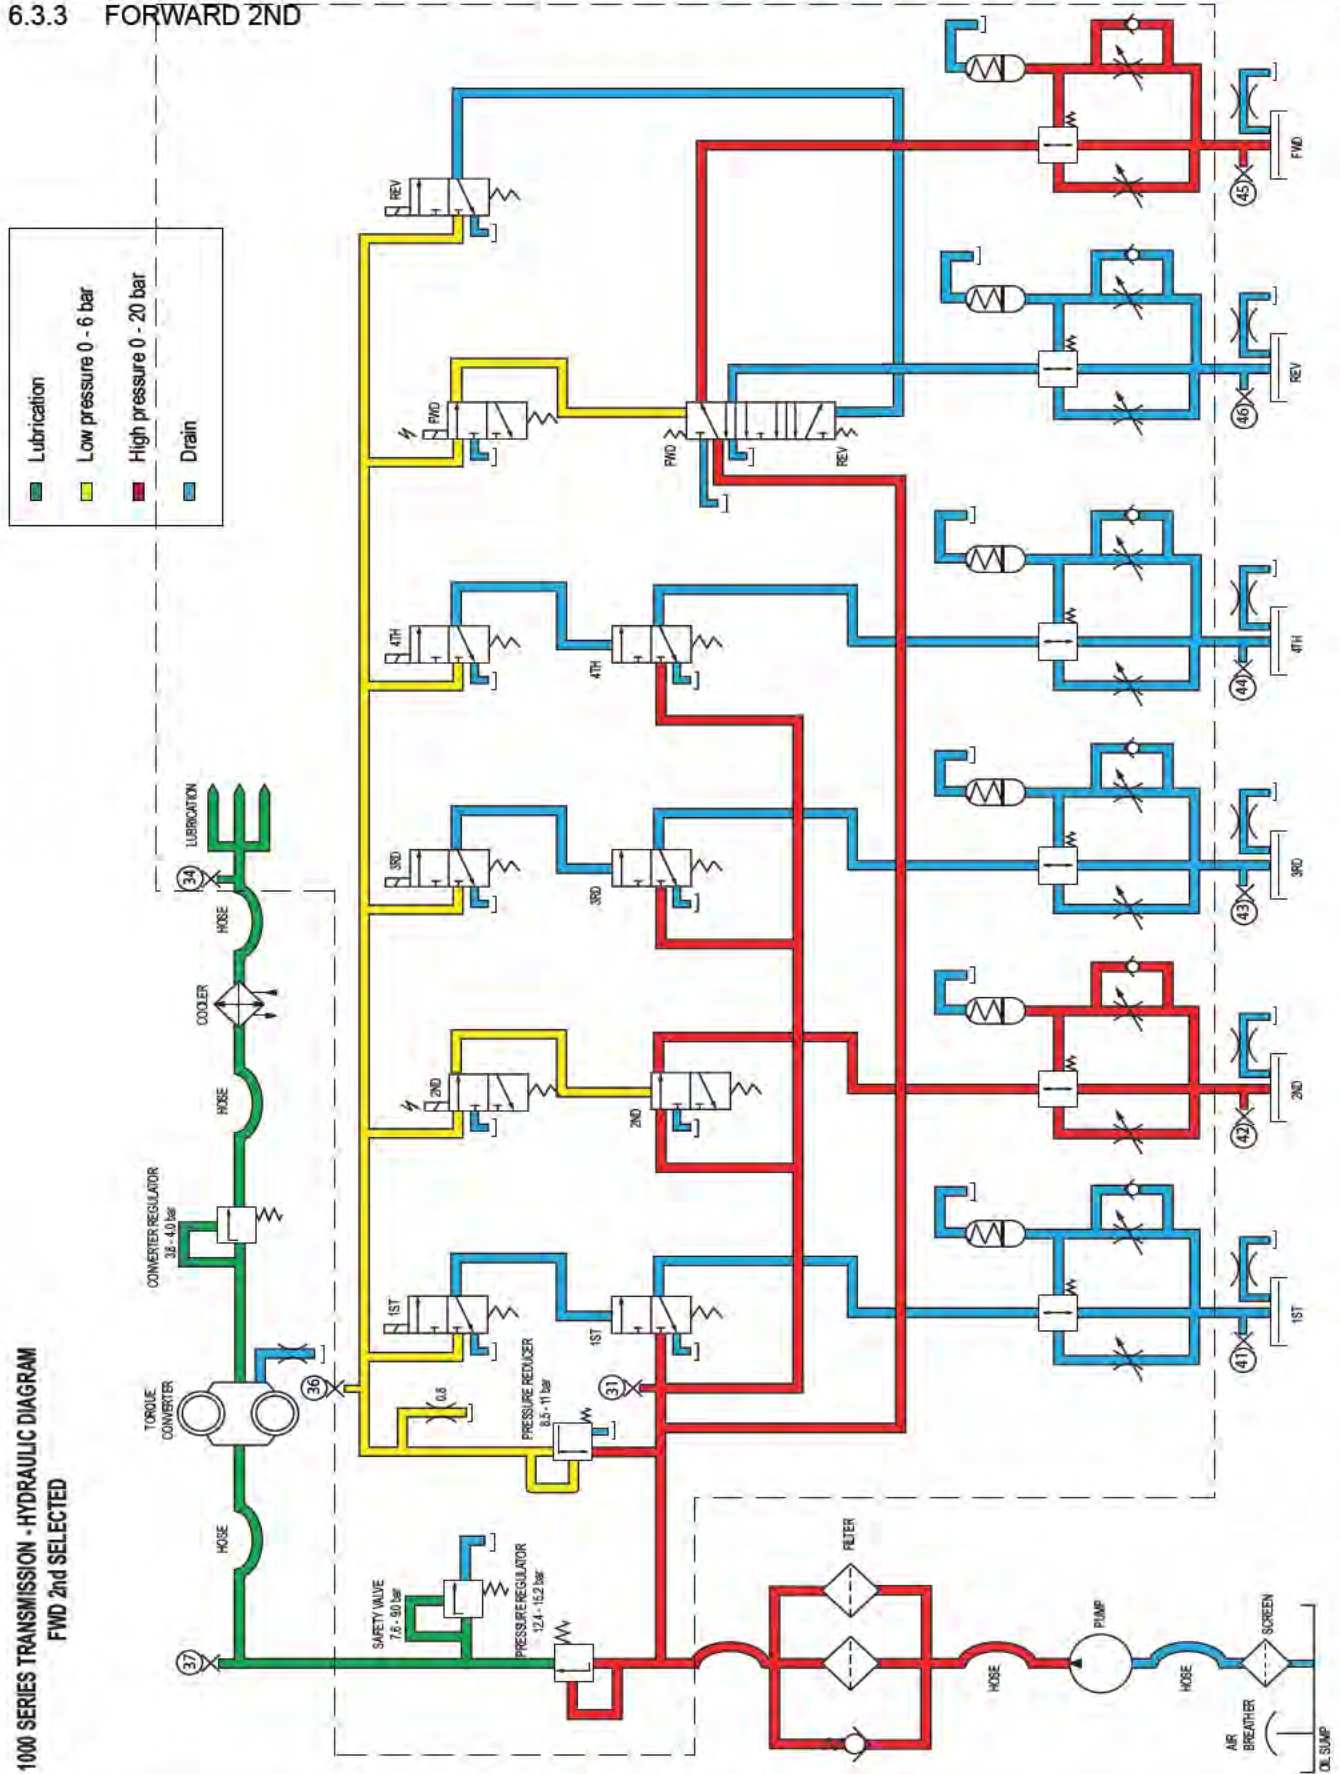 6.3.3 FORWARD 2ND
1000 SERIES TRANSMISSION - HYDRAULIC DIAGRAM
FWD 2nd SELECTED
Lubrication
Low pressure 0 - 6 bar
High pressure 0 - 20 bar
Drain
37
HOSE
TORQUE
CONVERTER
CONVERTER REGULATOR
3.8 - 4.0 bar
HOSE
COOLER
HOSE
34
LUBRICATION
SAFETY VALVE
7.6 - 9.0 bar
PRESSURE REGULATOR
12.4 - 15.2 bar
36
0.8
PRESSURE REDUCER
8.5 - 11 bar
31
1ST
2ND
3RD
4TH
FWD
REV
1ST
2ND
3RD
4TH
FWD
REV
FILTER
HOSE
PUMP
HOSE
SCREEN
AIR
BREATHER
OIL SUMP
41
1ST
42
2ND
43
3RD
44
4TH
46
REV
45
FWD